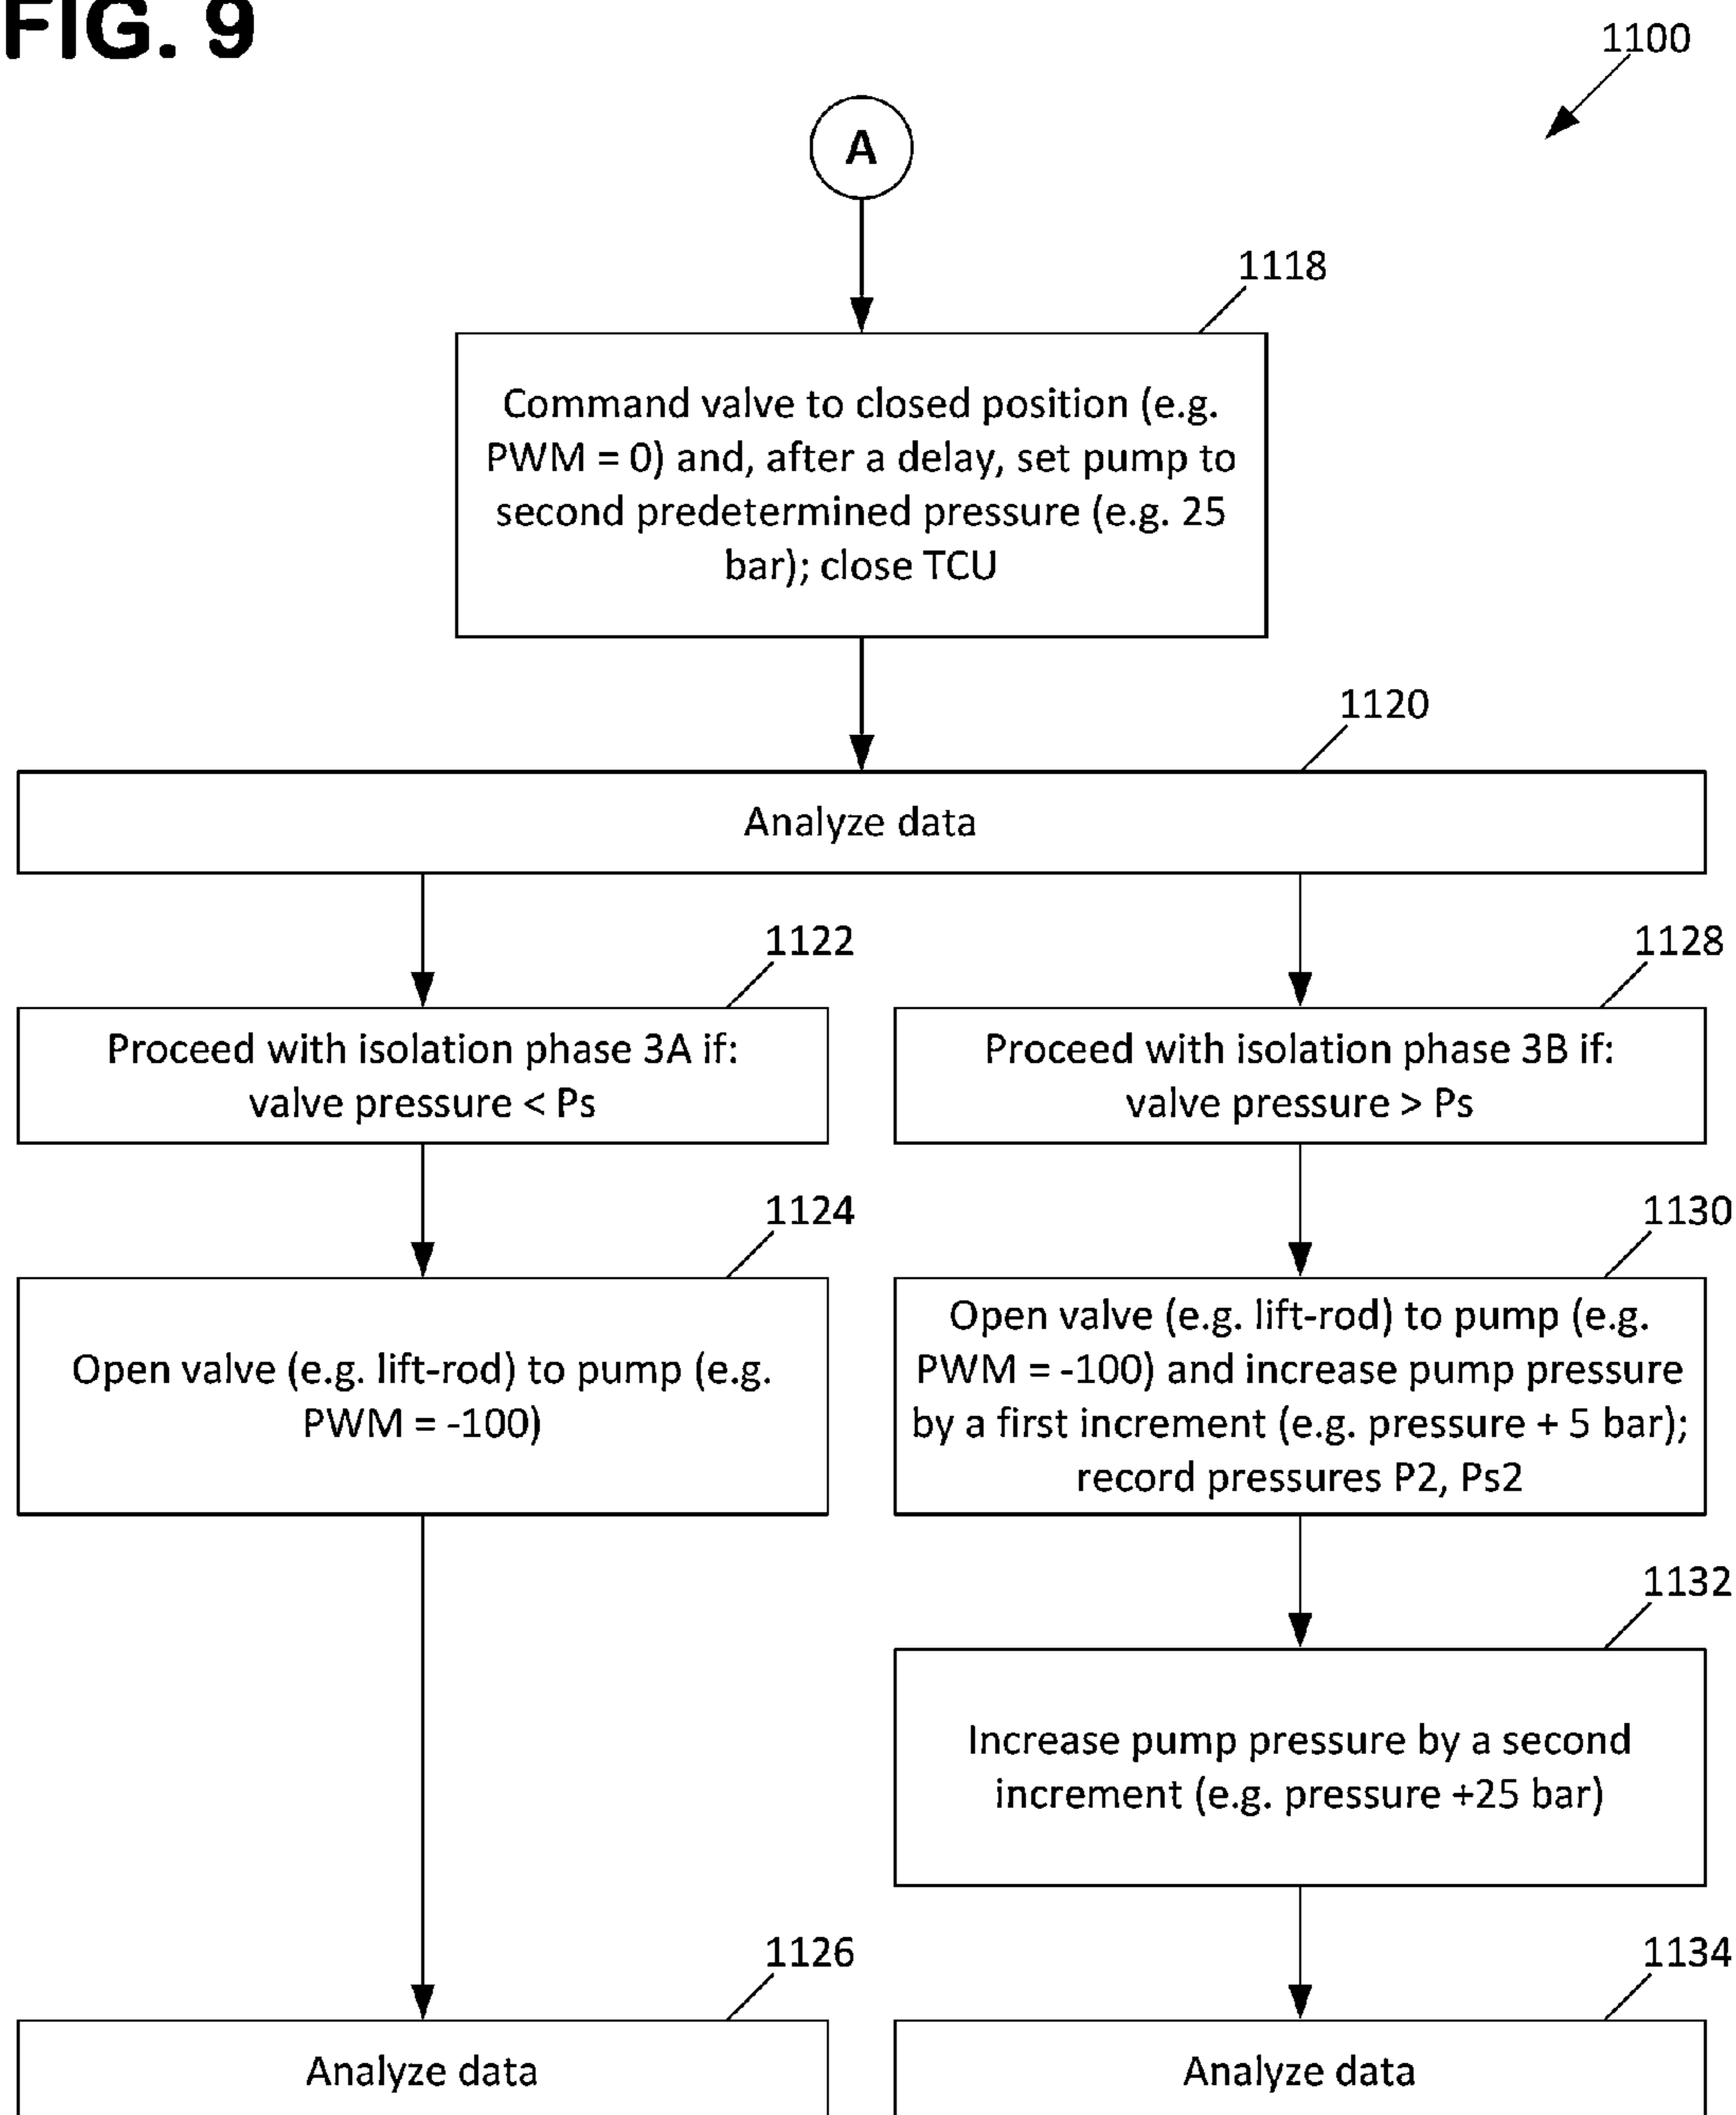 FIG. 9
1100
A
1118
Command valve to closed position (e.g.
PWM = 0) and, after a delay, set pump to
second predetermined pressure (e.g. 25
bar); close TCU
1120
Analyze data
1122
Proceed with isolation phase 3A if:
valve pressure < Ps
1124
Open valve (e.g. lift-rod) to pump (e.g.
PWM = -100)
1126
Analyze data
1128
Proceed with isolation phase 3B if:
valve pressure > Ps
1130
Open valve (e.g. lift-rod) to pump (e.g.
PWM = -100) and increase pump pressure
by a first increment (e.g. pressure + 5 bar);
record pressures P2, Ps2
1132
Increase pump pressure by a second
increment (e.g. pressure +25 bar)
1134
Analyze data